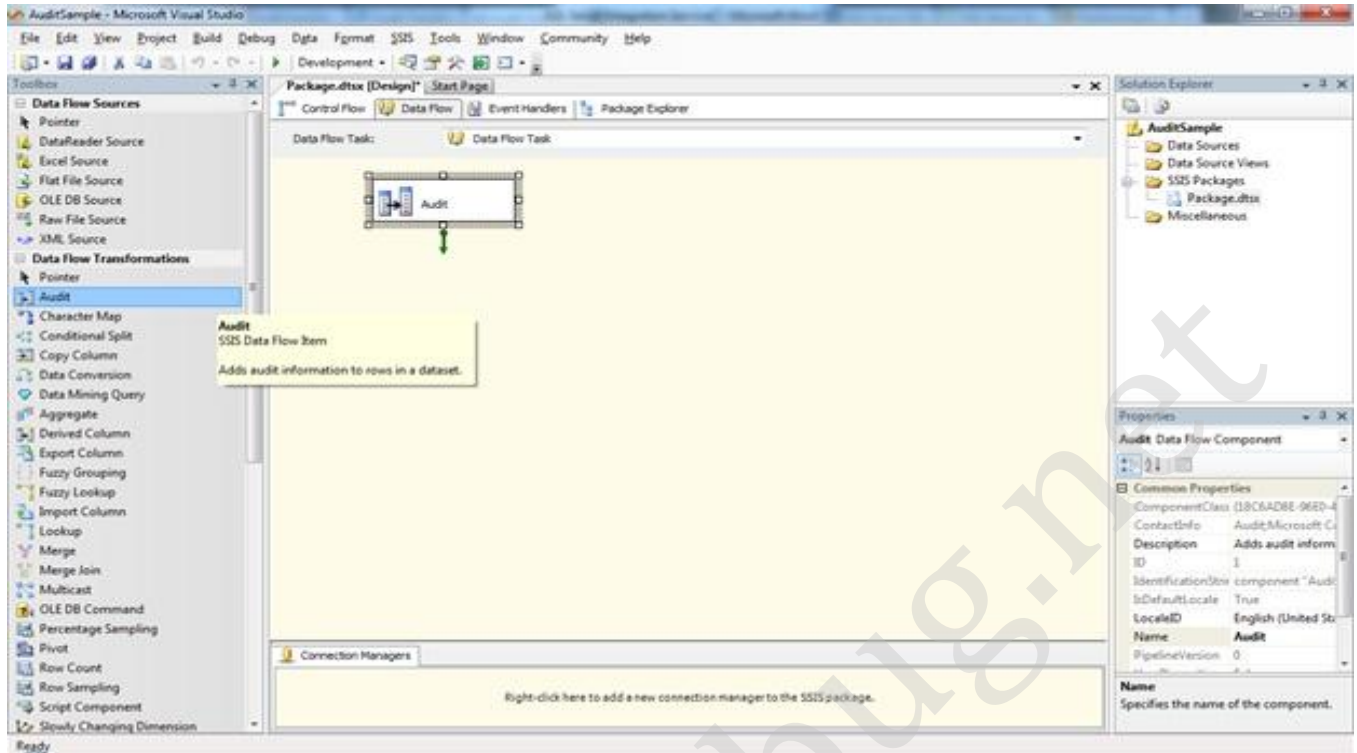 AuditSample - Microsoft Visual Studio
File Edit View Project Build Debug Data Format SSIS Tools Window Community Help
Development
Toolbox
Data Flow Sources
Pointer
DataReader Source
Excel Source
Flat File Source
OLE DB Source
Raw File Source
XML Source
Data Flow Transformations
Pointer
Audit
Character Map
Conditional Split
Copy Column
Data Conversion
Data Mining Query
Aggregate
Derived Column
Export Column
Fuzzy Grouping
Fuzzy Lookup
Import Column
Lookup
Merge
Merge Join
Multicast
OLE DB Command
Percentage Sampling
Pivot
Row Count
Row Sampling
Script Component
Slowly Changing Dimension
Package.dtsx [Design]* Start Page
Control Flow Data Flow Event Handlers Package Explorer
Data Flow Task: Data Flow Task
Audit
Audit
SSIS Data Flow Item
Adds audit information to rows in a dataset.
Connection Managers
Right-click here to add a new connection manager to the SSIS package.
Solution Explorer
AuditSample
Data Sources
Data Source Views
SSIS Packages
Package.dtsx
Miscellaneous
Properties
Audit Data Flow Component
Common Properties
ComponentClass
ContactInfo Audit;Microsoft
Description Adds audit inform
ID 1
component "Audi
IsDefaultLocale True
LocaleID English (United
Name Audit
PipelineVersion 0
Name
Specifies the name of the component.
Ready
bug.net